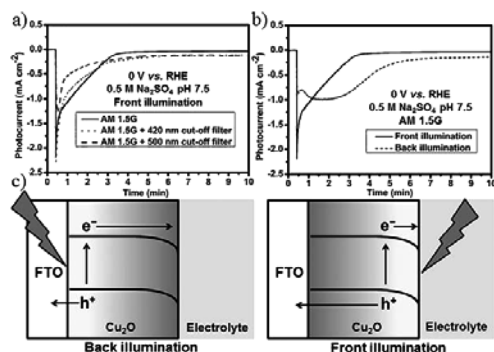 a)
0.0
-0.5
-1.0
-1.5
-2.0
-2.5
Photocurrent (mA cm⁻²)
0 V vs. RHE
0.5 M Na₂SO₄ pH 7.5
Front illumination
AM 1.5G
AM 1.5G + 420 nm cut-off filter
AM 1.5G + 500 nm cut-off filter
0 1 2 3 4 5 6 7 8 9 10
Time (min)
b)
0.0
-0.5
-1.0
-1.5
-2.0
-2.5
Photocurrent (mA cm⁻²)
0 V vs. RHE
0.5 M Na₂SO₄ pH 7.5
AM 1.5G
Front illumination
Back illumination
0 1 2 3 4 5 6 7 8 9 10
Time (min)
c)
e⁻
FTO
h⁺
Cu₂O
Electrolyte
Back illumination
e⁻
FTO
h⁺
Cu₂O
Electrolyte
Front illumination